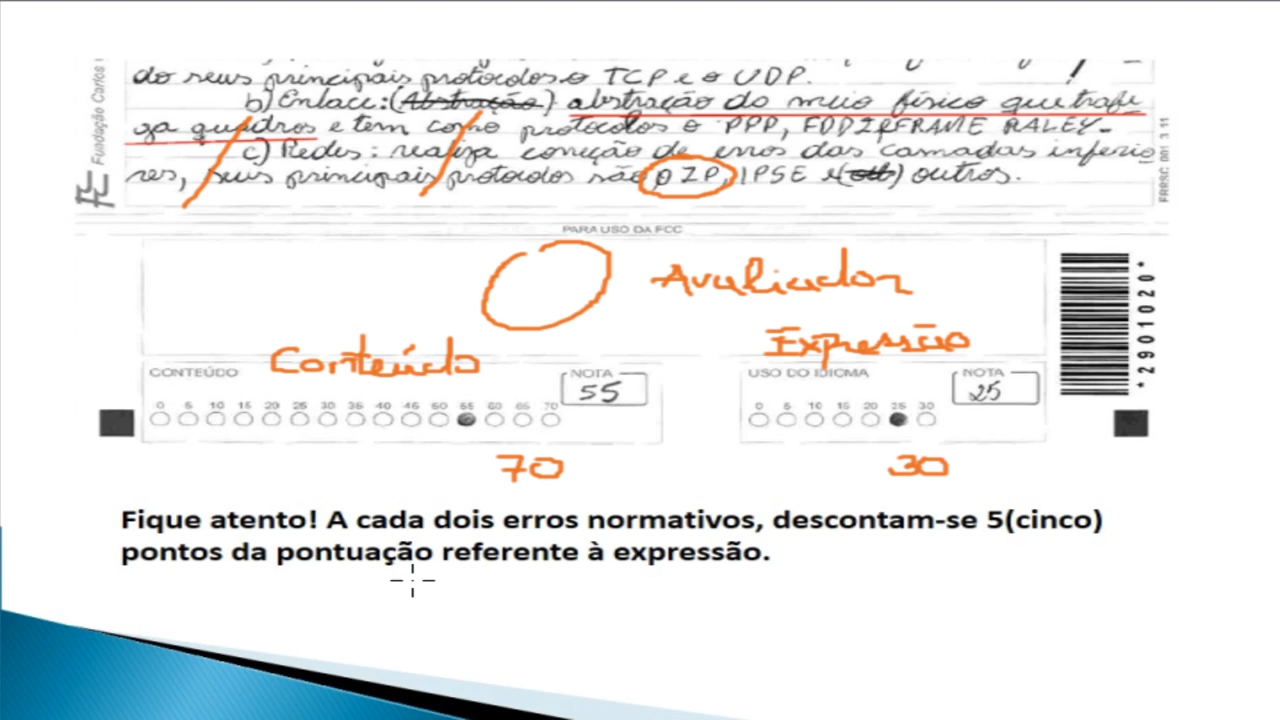 Fundação Carlos
do seus principais protocolos o TCP e o UDP.
b) Enlace: (Abstração) abstração do meio físico que trafe
ga quadros e tem como protocolos o PPP, FDDI e FRAME RALEY.
c) Redes: realiza correção de erros das camadas inferio
res, seus principais protocolos são o IP, IPSE e (otb) outros.
PARA USO DA FCC
Avaliador
Conteúdo Expressão
CONTEÚDO NOTA 55
0 5 10 15 20 25 30 35 40 45 50 55 60 65 70
USO DO IDIOMA NOTA 25
0 5 10 15 20 25 30
*2901020*
70 30
Fique atento! A cada dois erros normativos, descontam-se 5(cinco)
pontos da pontuação referente à expressão.